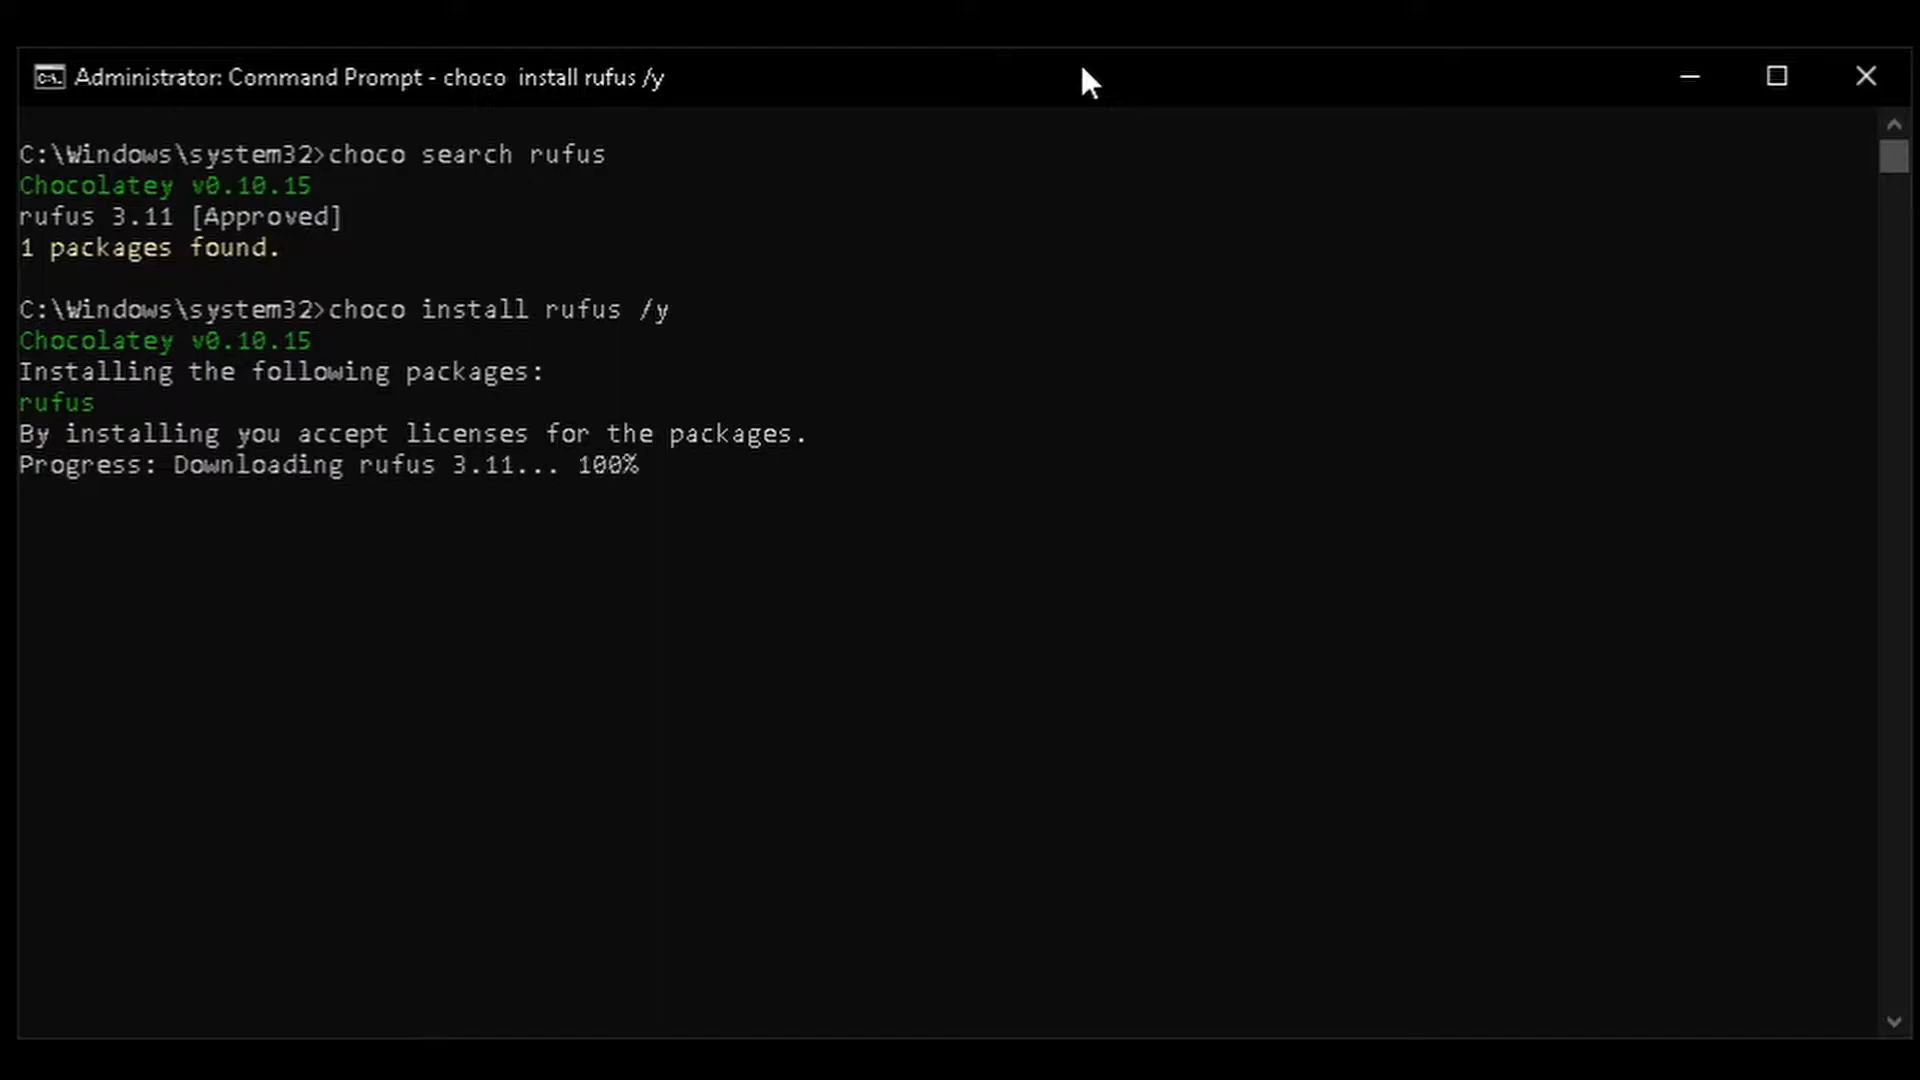 Administrator: Command Prompt - choco  install rufus /y
C:\Windows\system32>choco search rufus
Chocolatey v0.10.15
rufus 3.11 [Approved]
1 packages found.
C:\Windows\system32>choco install rufus /y
Chocolatey v0.10.15
Installing the following packages:
rufus
By installing you accept licenses for the packages.
Progress: Downloading rufus 3.11... 100%